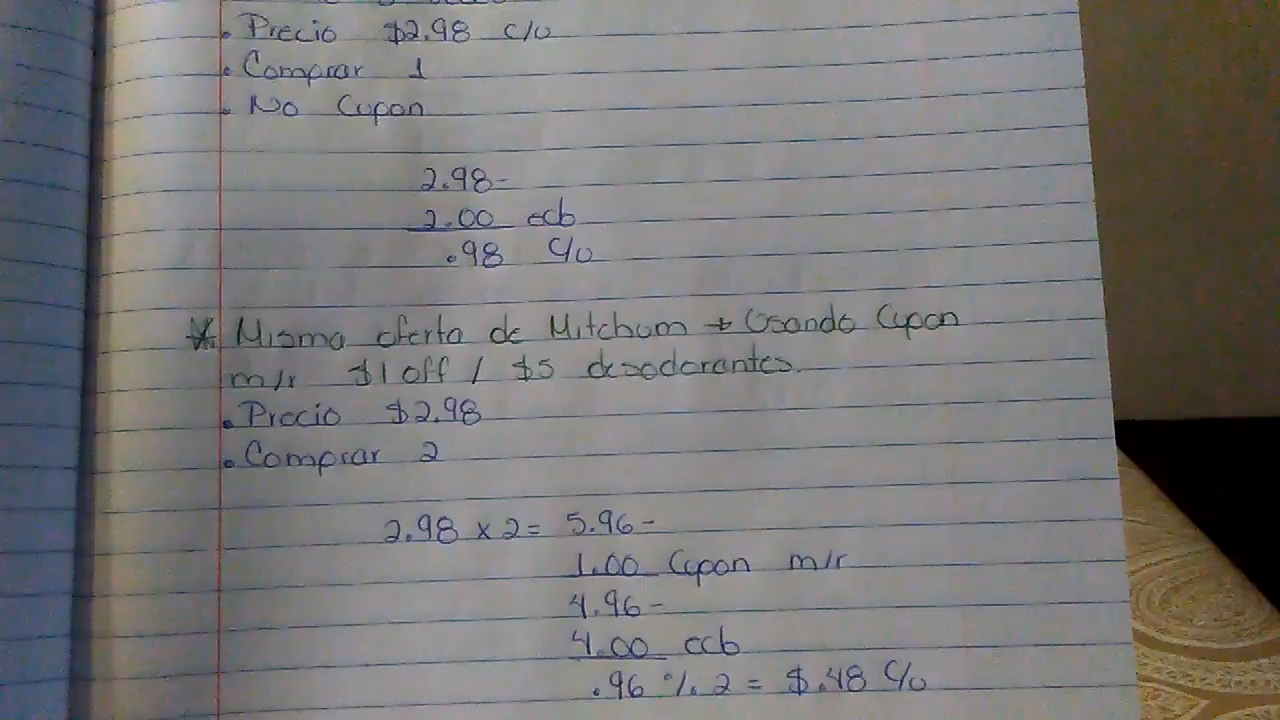 • Precio $2.98 c/u
• Comprar 1
• No Cupon
2.98-
2.00 ecb
.98 c/u
* Misma oferta de Mitchum + Usando Cupon
m/r $1 off / $5 desodorantes.
• Precio $2.98
• Comprar 2
2.98 x 2 = 5.96-
1.00 Cupon m/r
4.96-
4.00 ecb
.96 % 2 = $.48 c/u